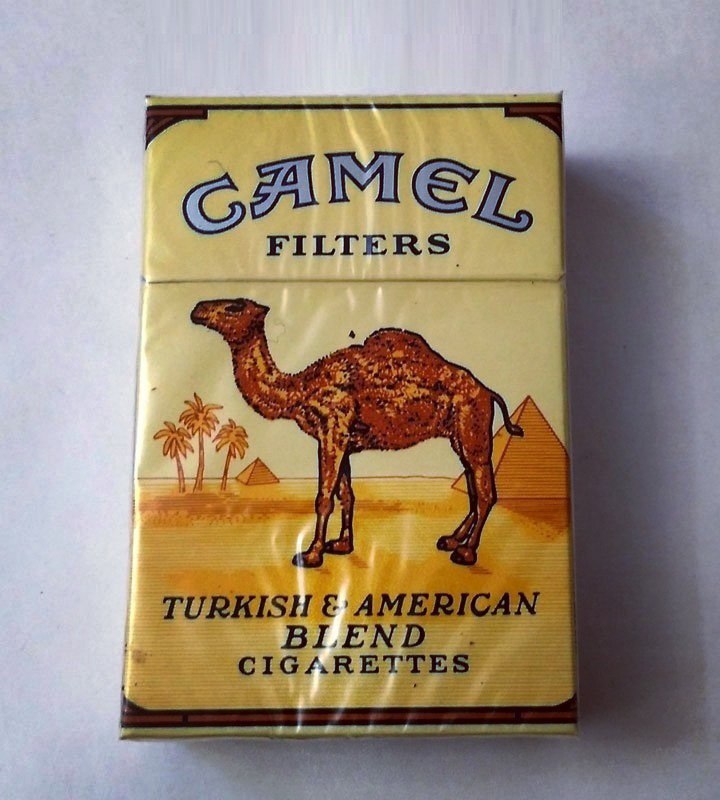 CAMEL
FILTERS
TURKISH & AMERICAN
BLEND
CIGARETTES